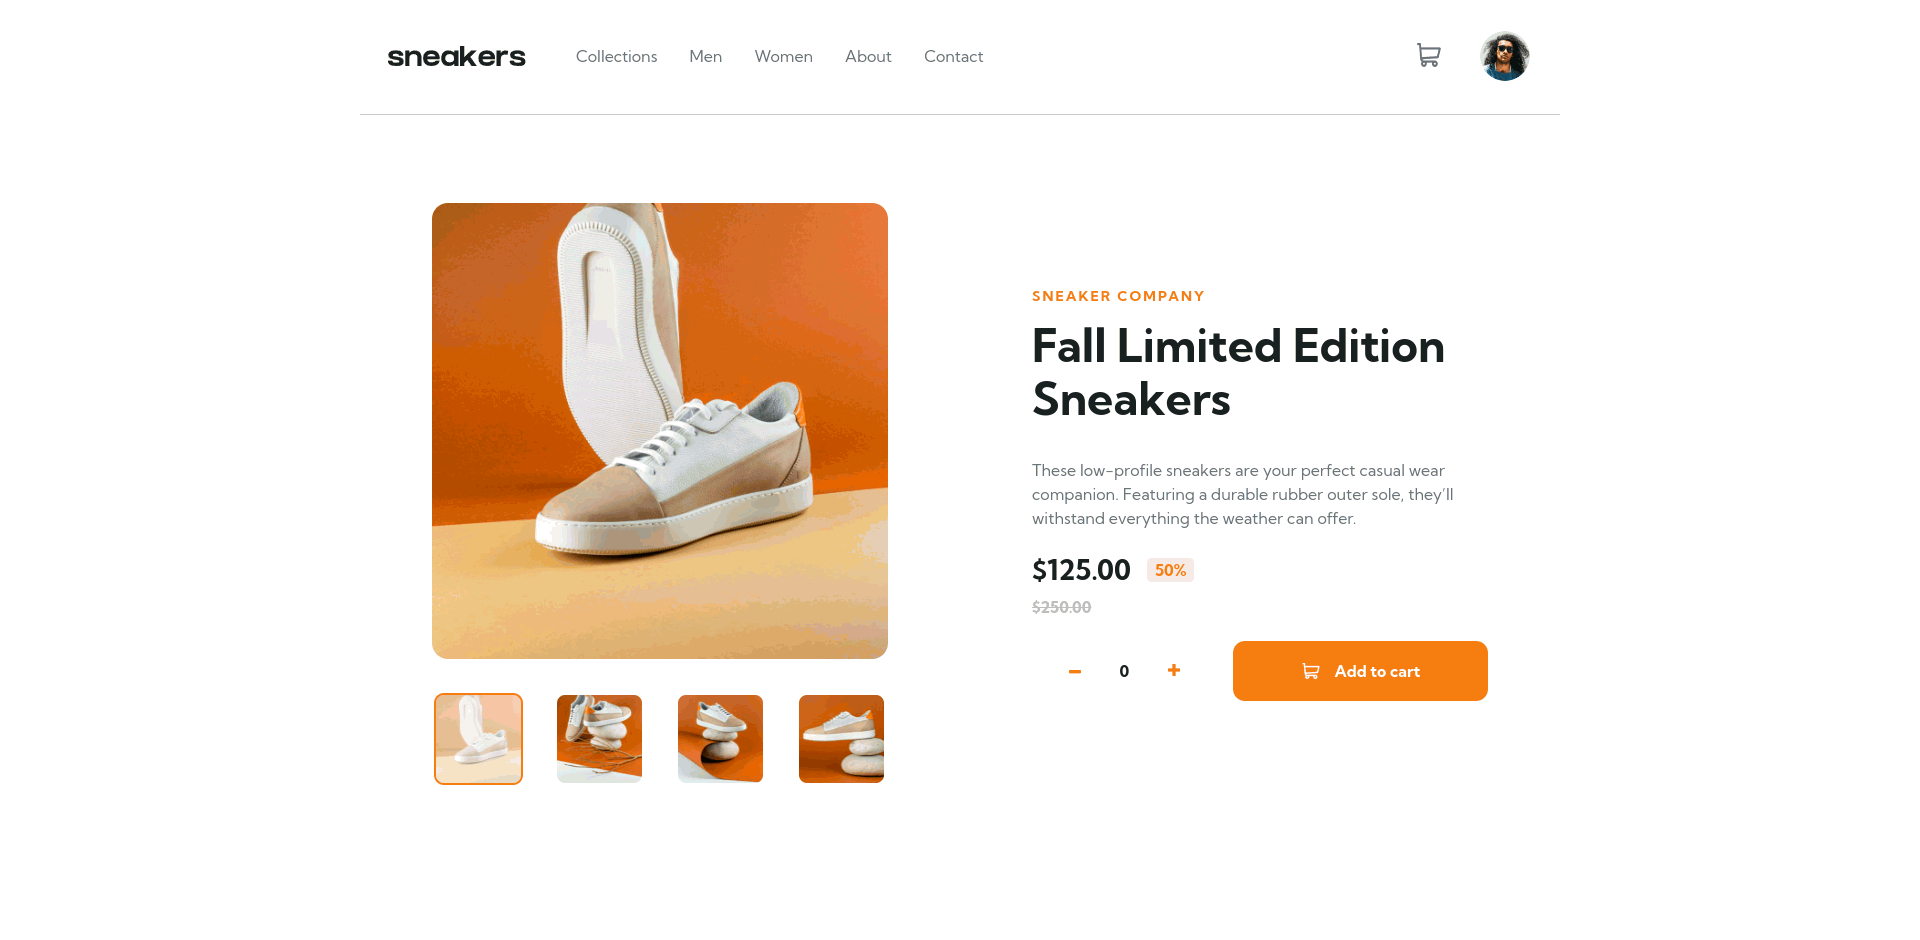 sneakers
Collections
Men
Women
About
Contact
SNEAKER COMPANY
Fall Limited Edition
Sneakers
These low-profile sneakers are your perfect casual wear
companion. Featuring a durable rubber outer sole, they’ll
withstand everything the weather can offer.
$125.00 50%
$250.00
0
Add to cart